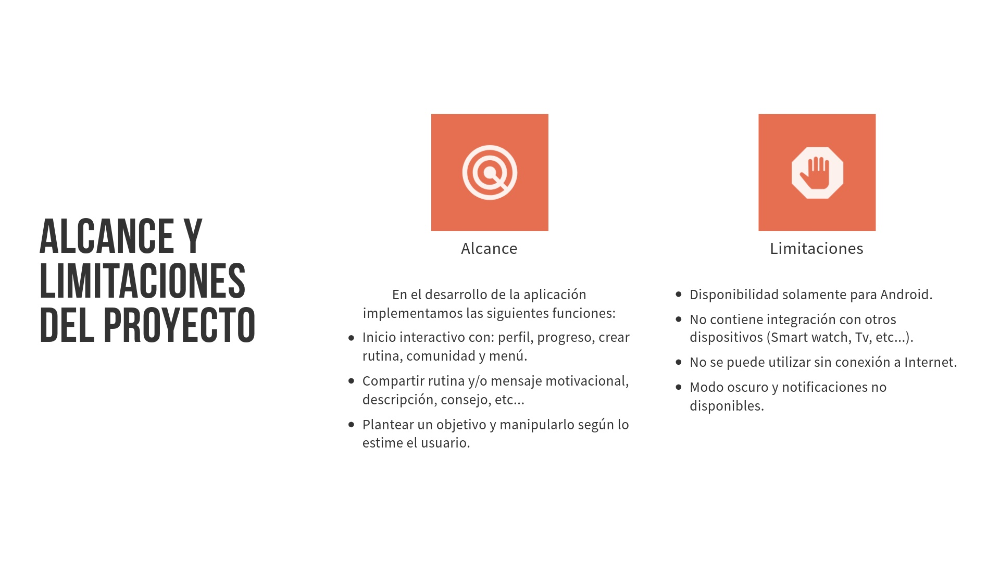 ALCANCE Y
LIMITACIONES
DEL PROYECTO
Alcance
En el desarrollo de la aplicación
implementamos las siguientes funciones:
• Inicio interactivo con: perfil, progreso, crear
rutina, comunidad y menú.
• Compartir rutina y/o mensaje motivacional,
descripción, consejo, etc...
• Plantear un objetivo y manipularlo según lo
estime el usuario.
Limitaciones
• Disponibilidad solamente para Android.
• No contiene integración con otros
dispositivos (Smart watch, Tv, etc...).
• No se puede utilizar sin conexión a Internet.
• Modo oscuro y notificaciones no
disponibles.